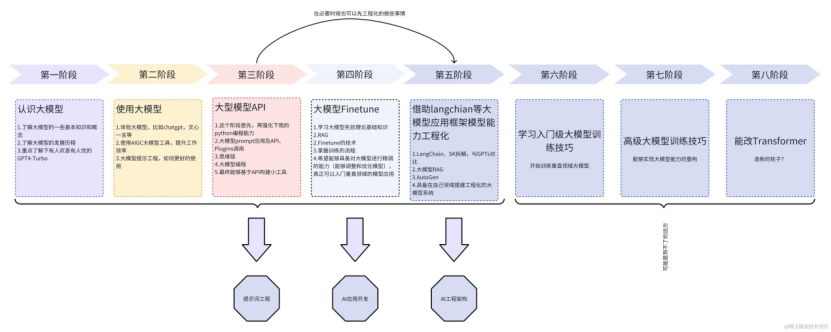 在必要时候也可以先工程化的做些事情
第一阶段
第二阶段
第三阶段
第四阶段
第五阶段
第六阶段
第七阶段
第八阶段
认识大模型
1.了解大模型的一些基本知识和概
念
2.了解大模型的发展历程
3.重点了解下有人欢喜有人忧的
GPT4-Turbo
使用大模型
1.体验大模型，比如chatgpt，文心
一言等
2.使用AIGC大模型工具，提升工作
效率
3.大模型提示工程，如何更好的使
用
大型模型API
1.这个阶段首先，再强化下我的
python编程能力
2.大模型prompt应用及API、
Plugins调用
3.思维链
4.大模型编程
5.最终能够基于API构建小工具
大模型Finetune
1.学习大模型先验理论基础知识
2.RAG
2.Finetune的技术
3.掌握训练的流程
4.希望能够具备对大模型进行精调
的能力（能够调整和优化模型），
真正可以入门垂直领域的模型应用
借助langchian等大
模型应用框架模型能
力工程化
1.LangChain、SK拆解，与GPTs对
比
2.大模型RAG
3.AutoGen
4.具备在自己领域搭建工程化的大
模型系统
学习入门级大模型训
练技巧
开始训练垂直领域大模型
高级大模型训练技巧
能够实现大模型能力的重构
能改Transformer
造新的轮子？
可能是到不了的远方
提示词工程
AI应用开发
AI工程架构
@稀土掘金技术社区